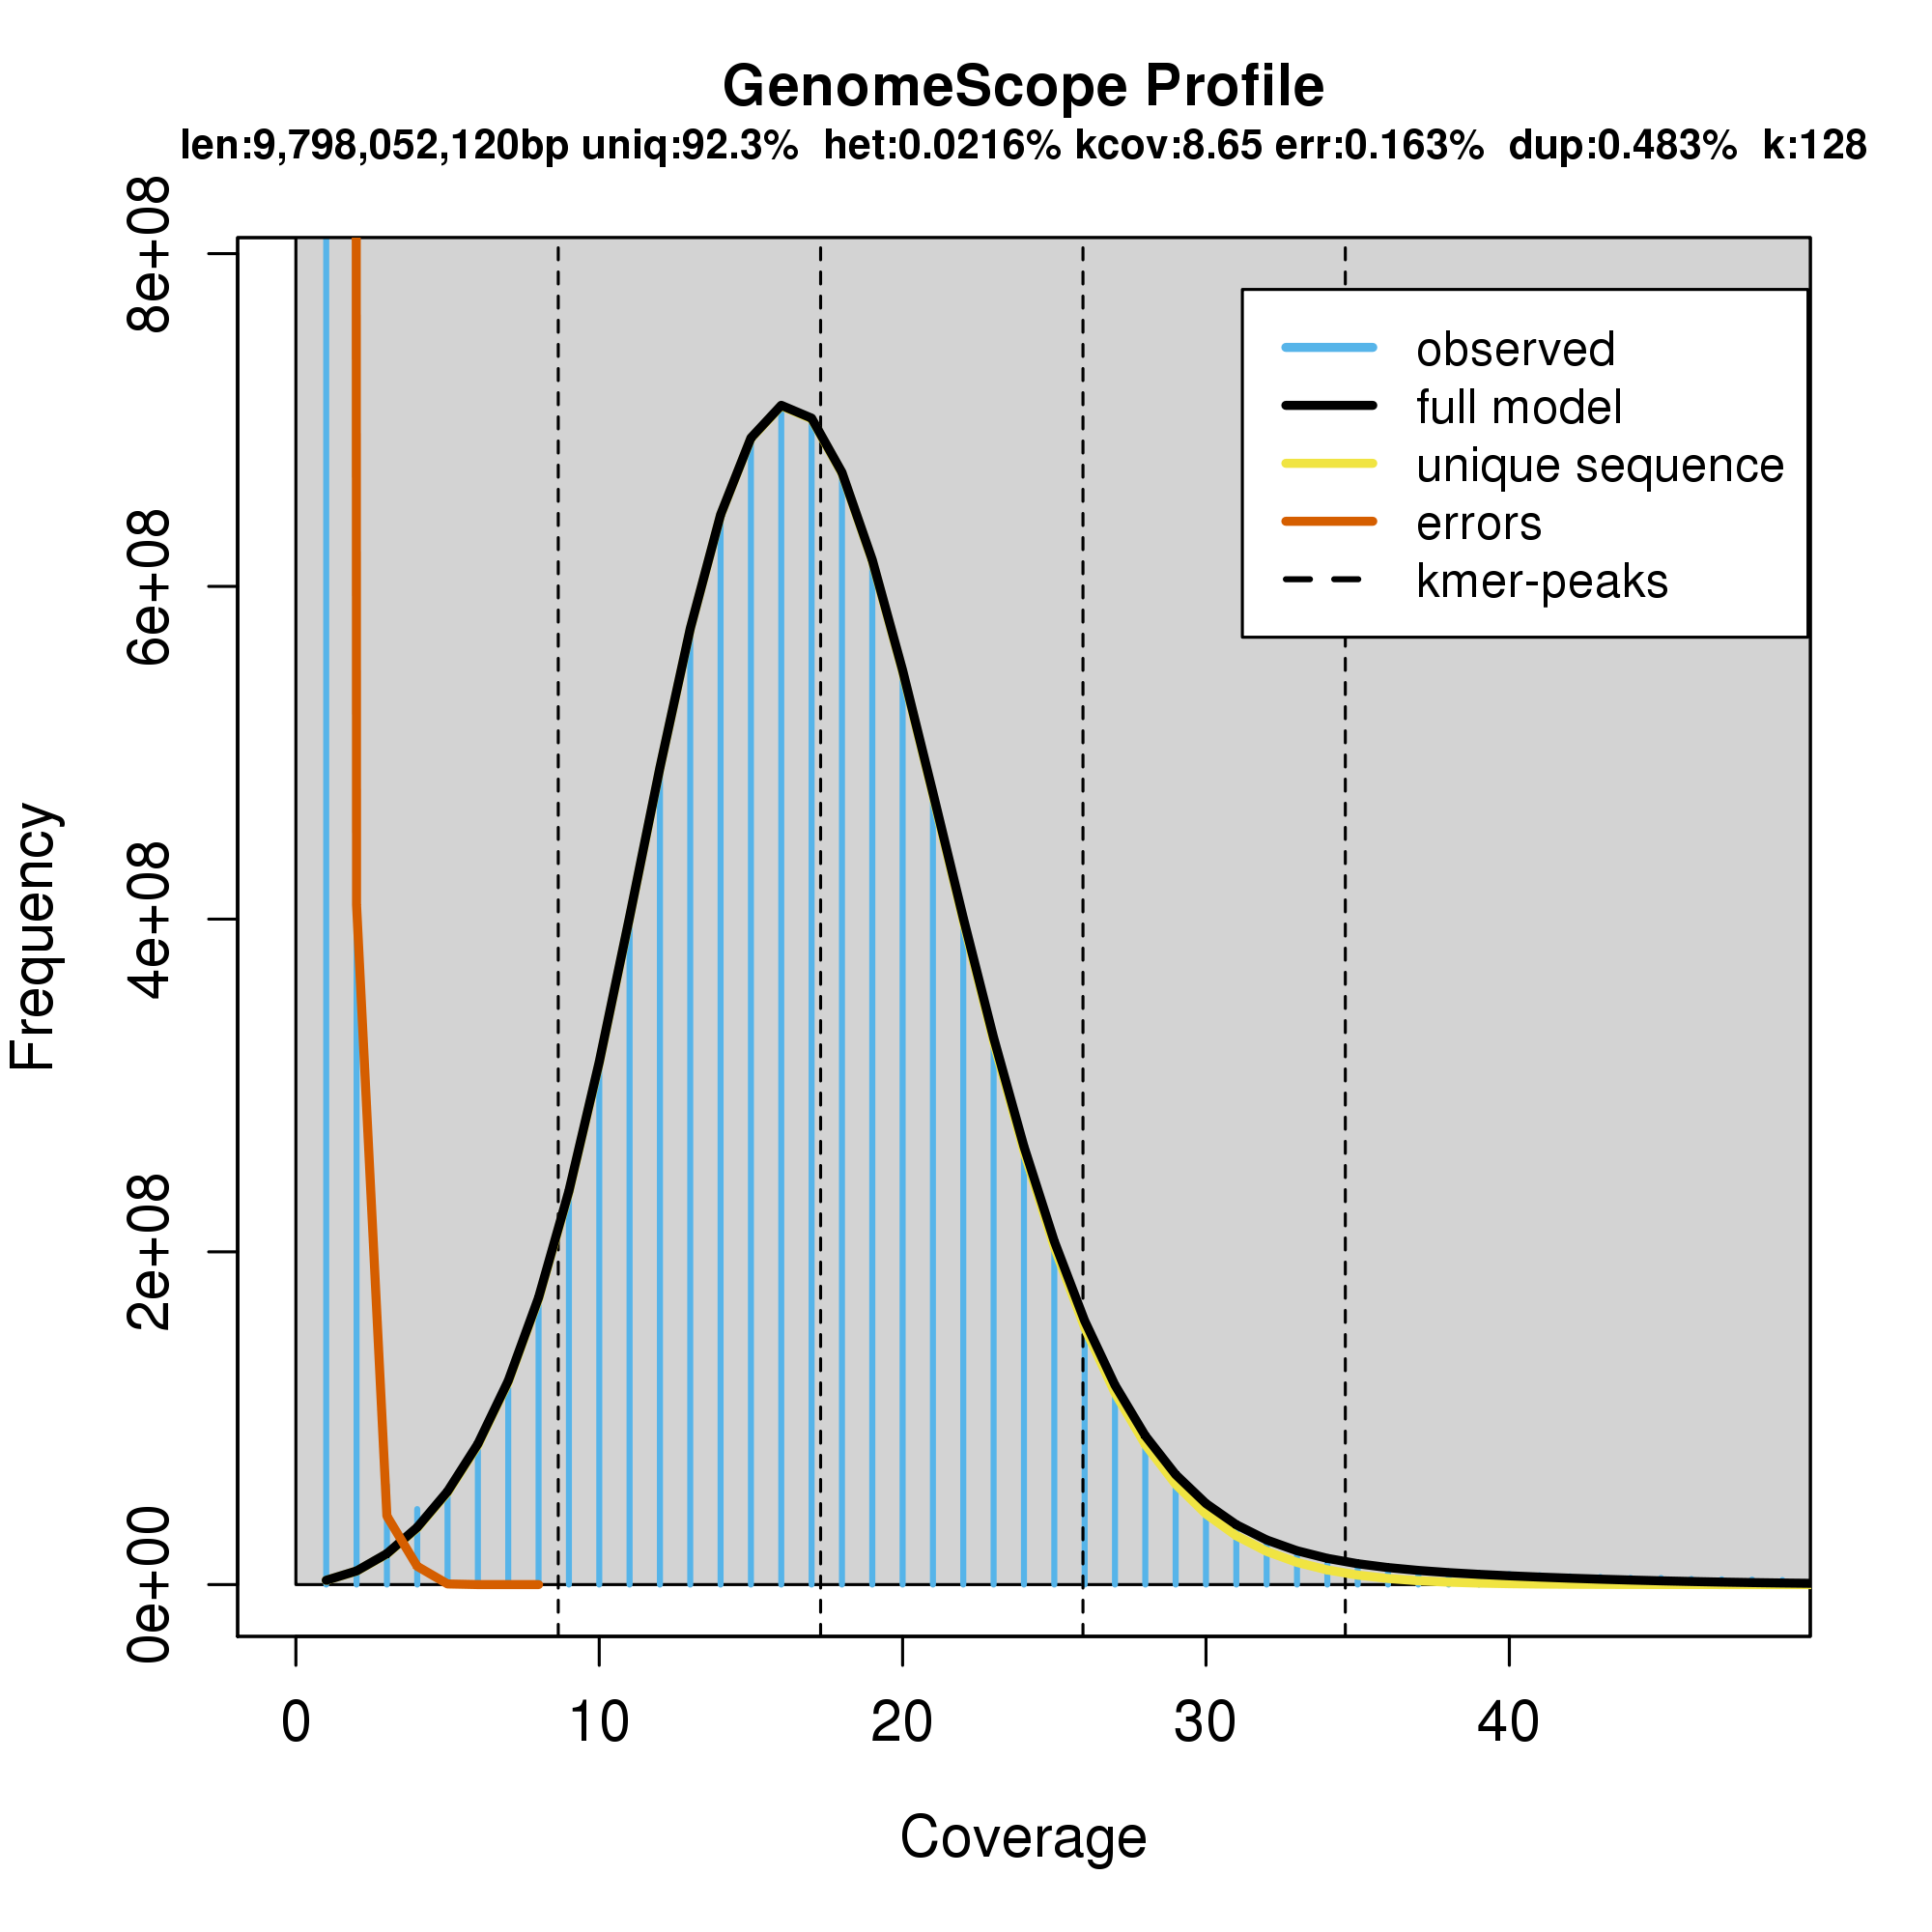 GenomeScope Profile
len:9,798,052,120bp uniq:92.3%  het:0.0216% kcov:8.65 err:0.163%  dup:0.483%  k:128
8e+08
6e+08
4e+08
2e+08
0e+00
Frequency
observed
full model
unique sequence
errors
kmer-peaks
0 10 20 30 40
Coverage